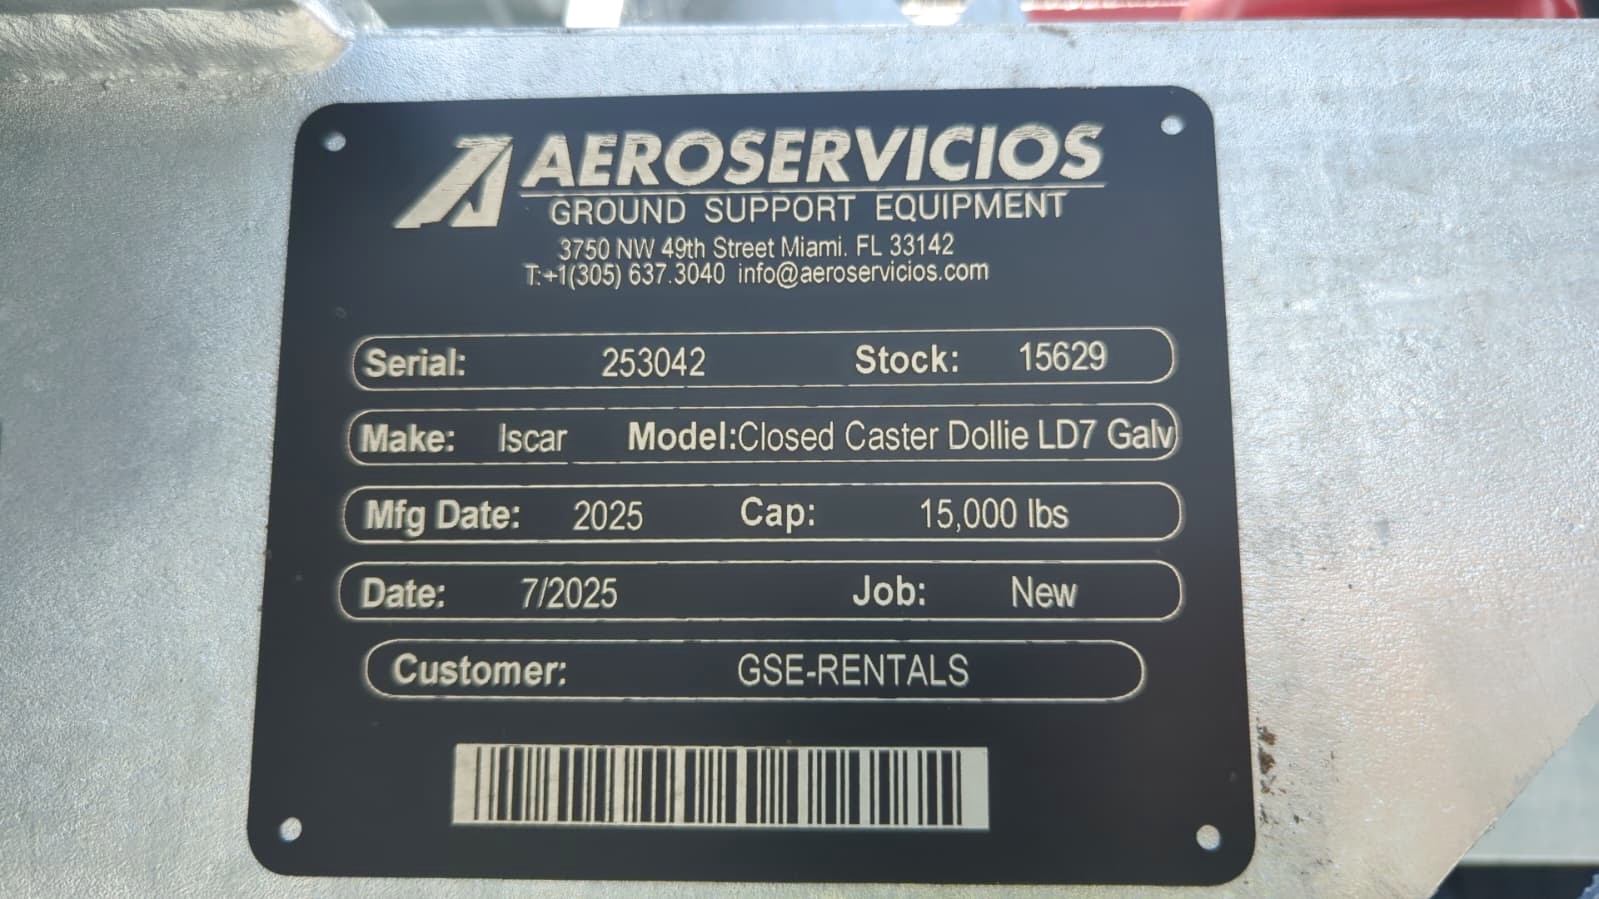 AEROSERVICIOS
GROUND SUPPORT EQUIPMENT
3750 NW 49th Street Miami. FL 33142
T:+1(305) 637.3040 info@aeroservicios.com
Serial: 253042 Stock: 15629
Make: Iscar Model:Closed Caster Dollie LD7 Galv
Mfg Date: 2025 Cap: 15,000 lbs
Date: 7/2025 Job: New
Customer: GSE-RENTALS